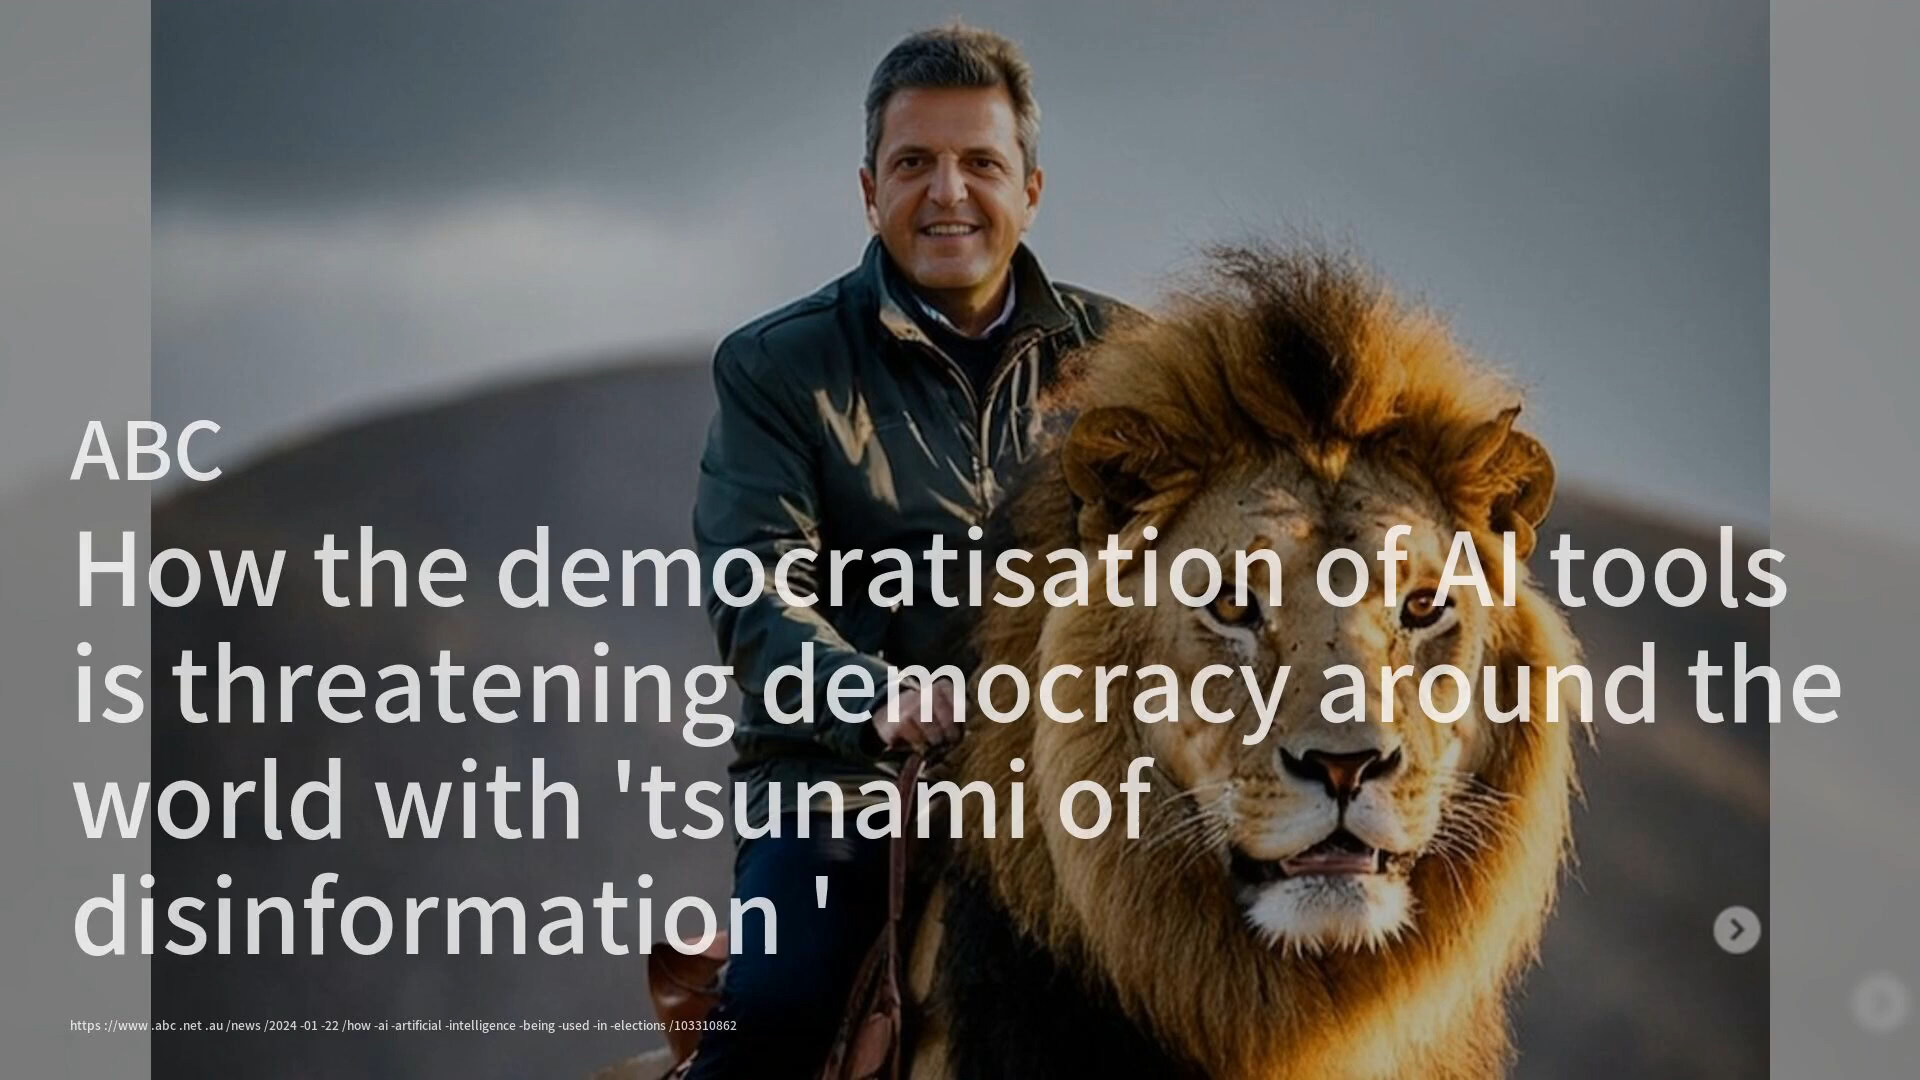 ABC
How the democratisation of AI tools
is threatening democracy around the
world with 'tsunami of
disinformation '
https ://www .abc .net .au /news /2024 -01 -22 /how -ai -artificial -intelligence -being -used -in -elections /103310862